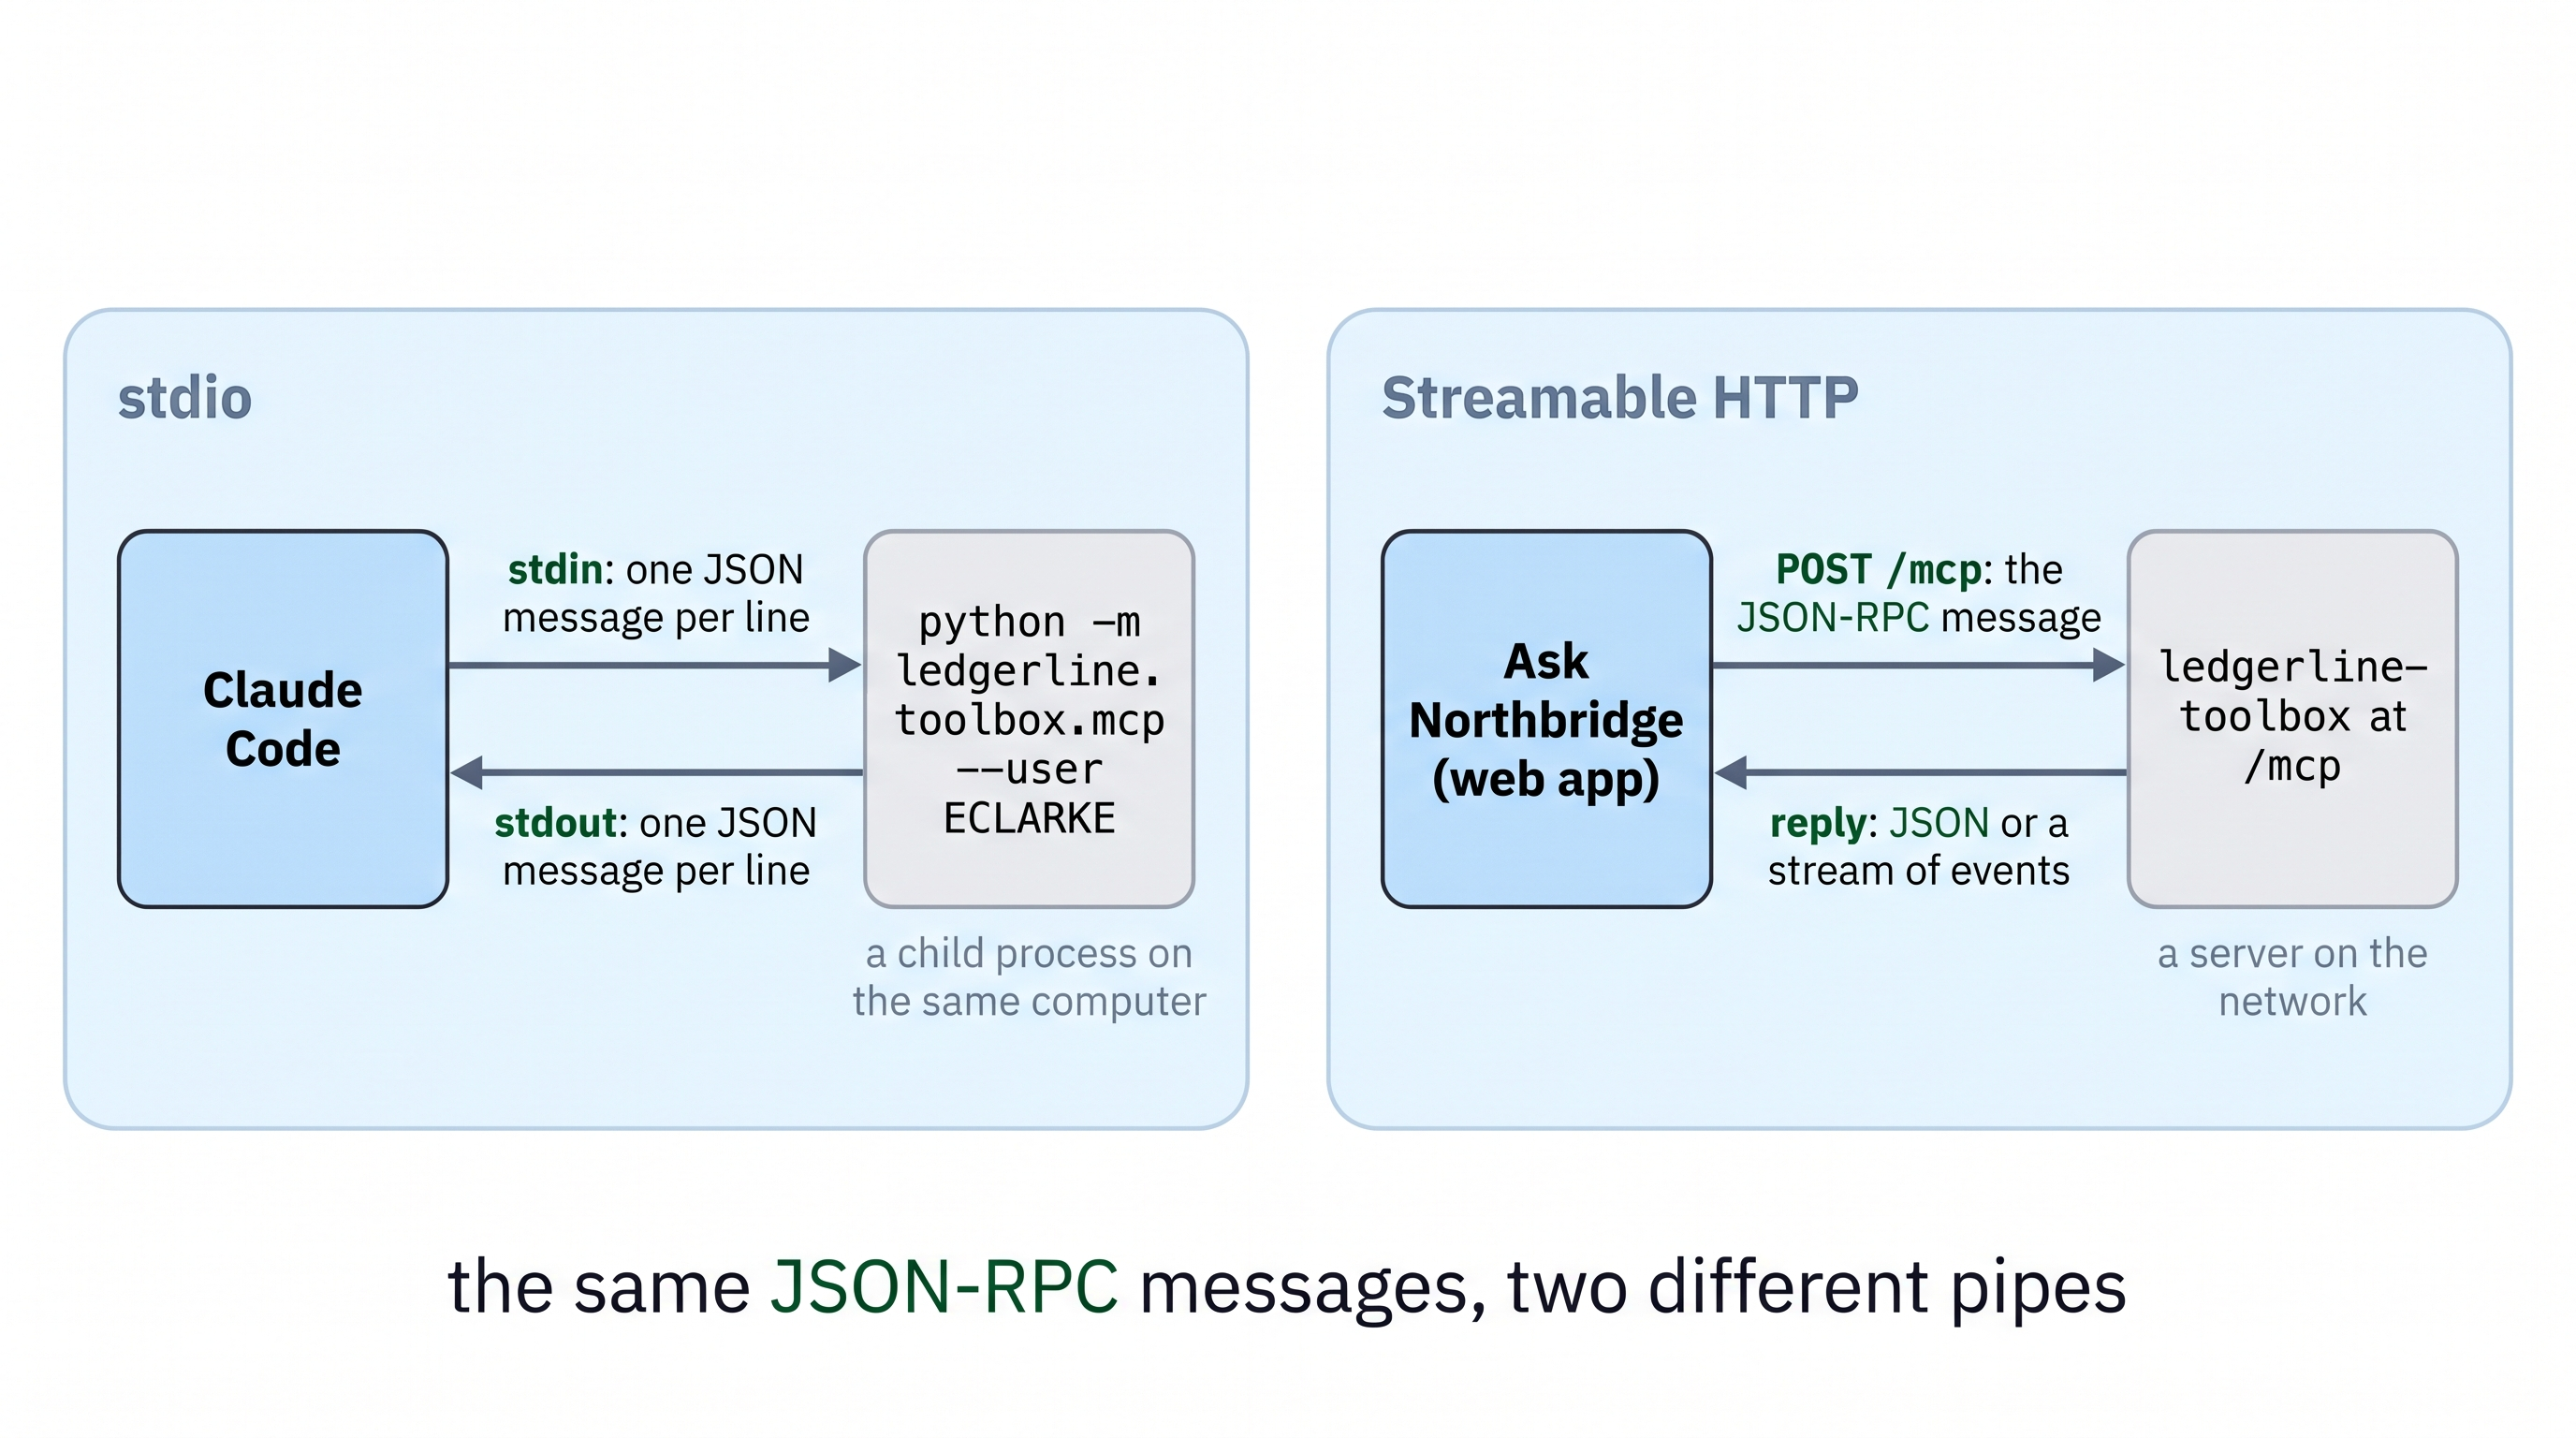 stdio
Claude
Code
stdin: one JSON
message per line
stdout: one JSON
message per line
python -m
ledgerline.
toolbox.mcp
--user
ECLARKE
a child process on
the same computer
Streamable HTTP
Ask
Northbridge
(web app)
POST /mcp: the
JSON-RPC message
reply: JSON or a
stream of events
ledgerline-
toolbox at
/mcp
a server on the
network
the same JSON-RPC messages, two different pipes